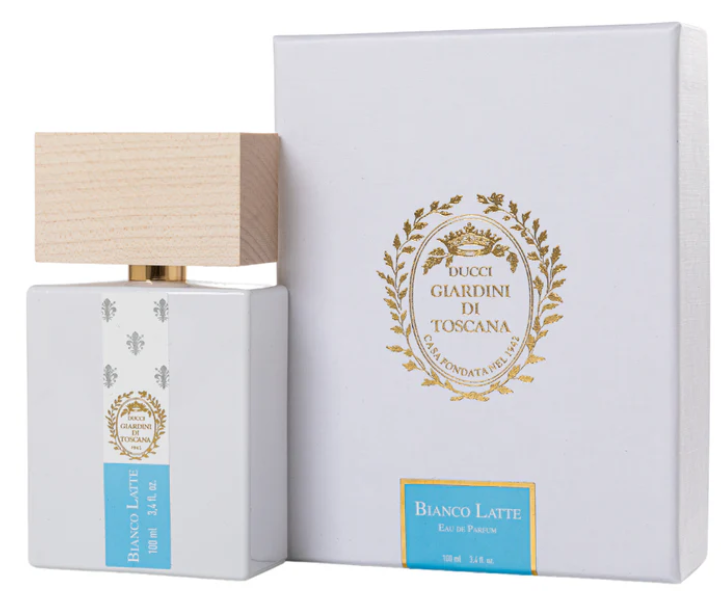 DUCCI
GIARDINI
DI
TOSCANA
CASA FONDATA NEL 1942
BIANCO LATTE
EAU DE PARFUM
100 ml 3,4 fl. oz.
DUCCI
GIARDINI
DI
TOSCANA
1942
BIANCO LATTE
100 ml 3,4 fl. oz.